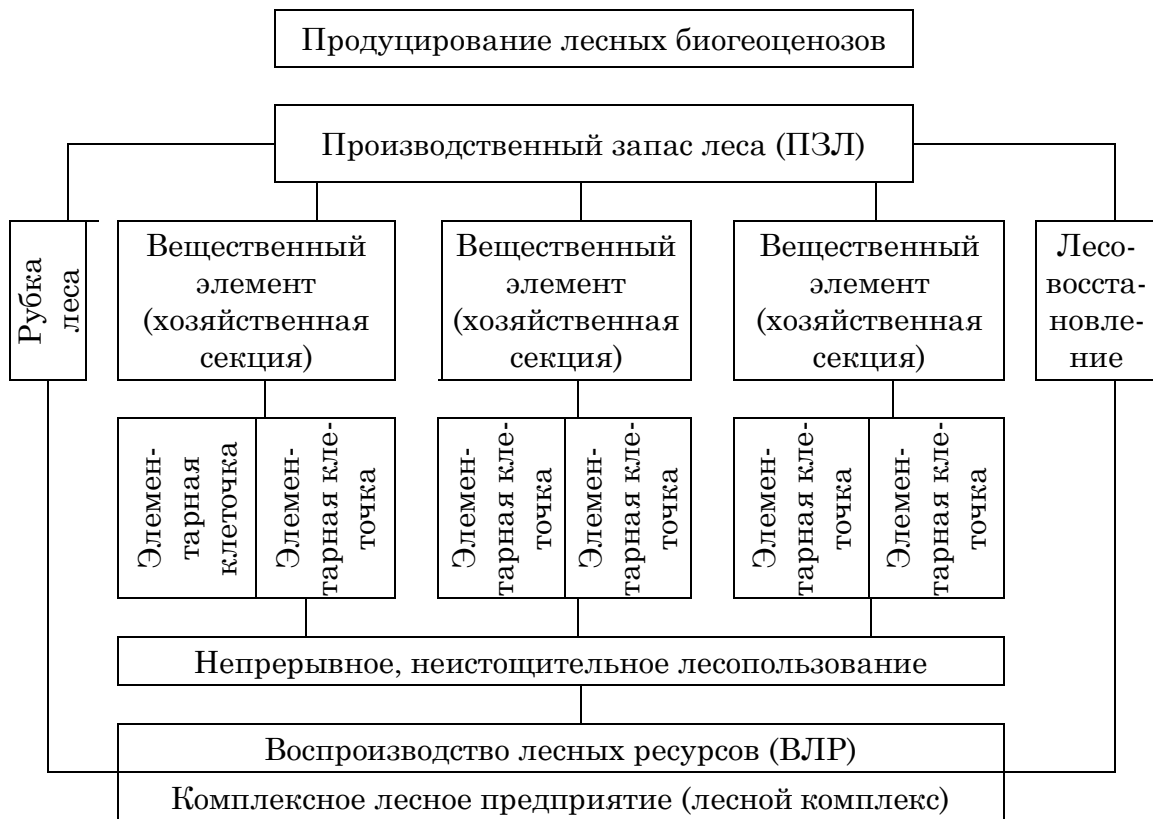 Продуцирование лесных биогеоценозов
Производственный запас леса (ПЗЛ)
Рубка
леса
Вещественный
элемент
(хозяйственная
секция)
Вещественный
элемент
(хозяйственная
секция)
Вещественный
элемент
(хозяйственная
секция)
Лесо-
восста-
новле-
ние
Элемен-
тарная
клеточка
Элемен-
тарная кле-
точка
Элемен-
тарная кле-
точка
Элемен-
тарная кле-
точка
Элемен-
тарная кле-
точка
Элемен-
тарная кле-
точка
Непрерывное, неистощительное лесопользование
Воспроизводство лесных ресурсов (ВЛР)
Комплексное лесное предприятие (лесной комплекс)